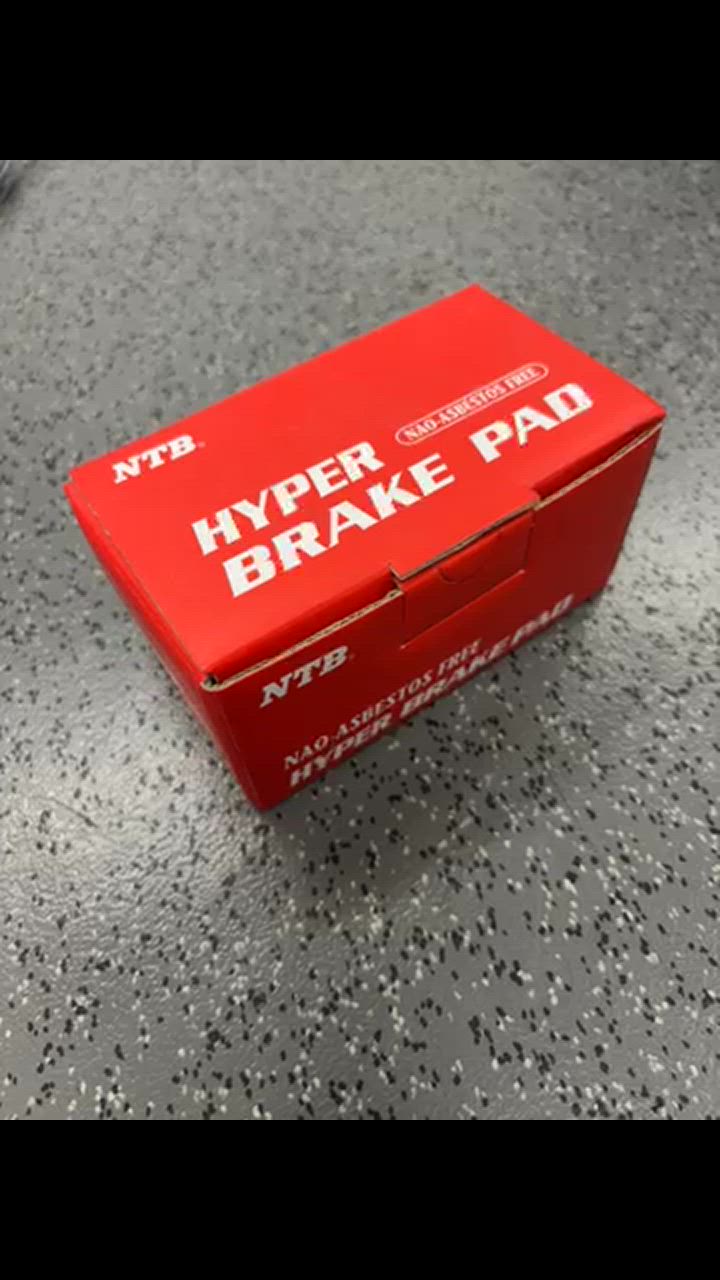 NTB
NAO-ASBESTOS FREE
HYPER
BRAKE PAD
NTB
NAO-ASBESTOS FREE
HYPER BRAKE PAD